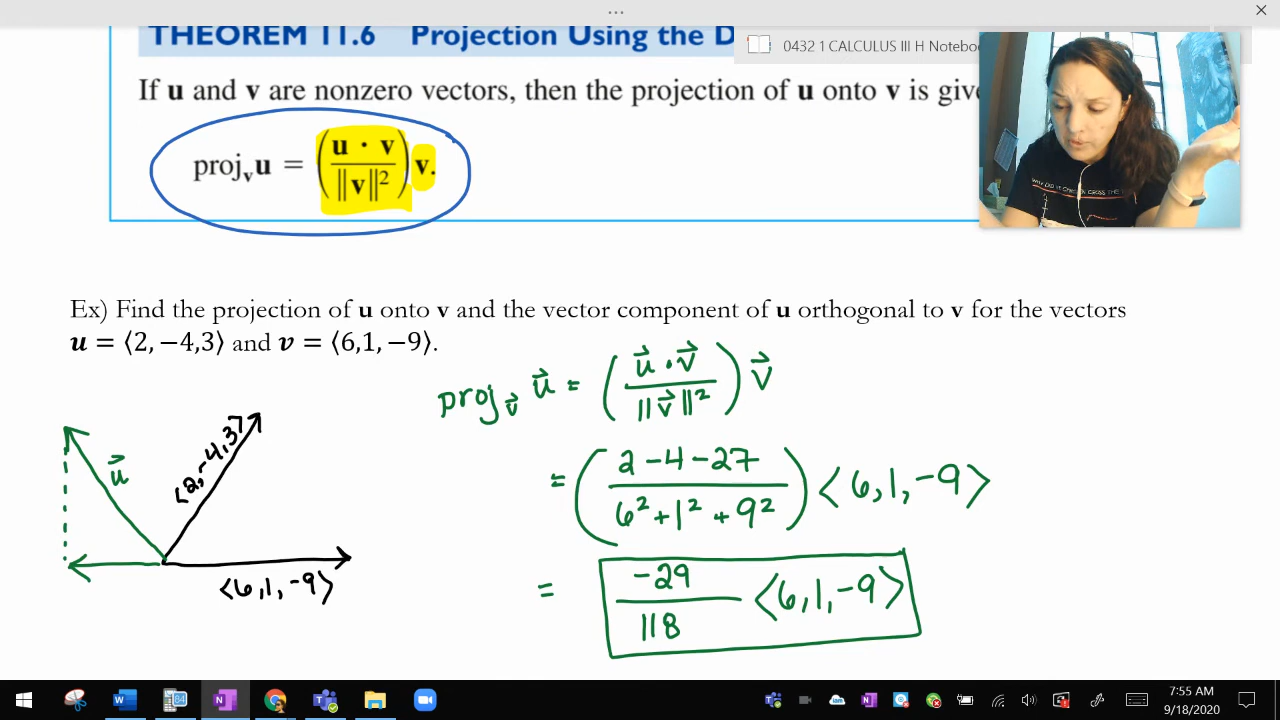 THEOREM 11.6 Projection Using the D
0432 1 CALCULUS III H Notebo
If u and v are nonzero vectors, then the projection of u onto v is give
proj_v u = (u · v / ‖v‖²) v.
Ex) Find the projection of u onto v and the vector component of u orthogonal to v for the vectors
u = ⟨2, −4,3⟩ and v = ⟨6,1, −9⟩.
proj_v⃗ u⃗ = (u⃗ · v⃗ / ‖v⃗‖²) v⃗
= (2 - 4 - 27 / 6² + 1² + 9²) ⟨6, 1, -9⟩
= -29 / 118 ⟨6, 1, -9⟩
u⃗
⟨2, -4, 3⟩
⟨6, 1, -9⟩
7:55 AM
9/18/2020